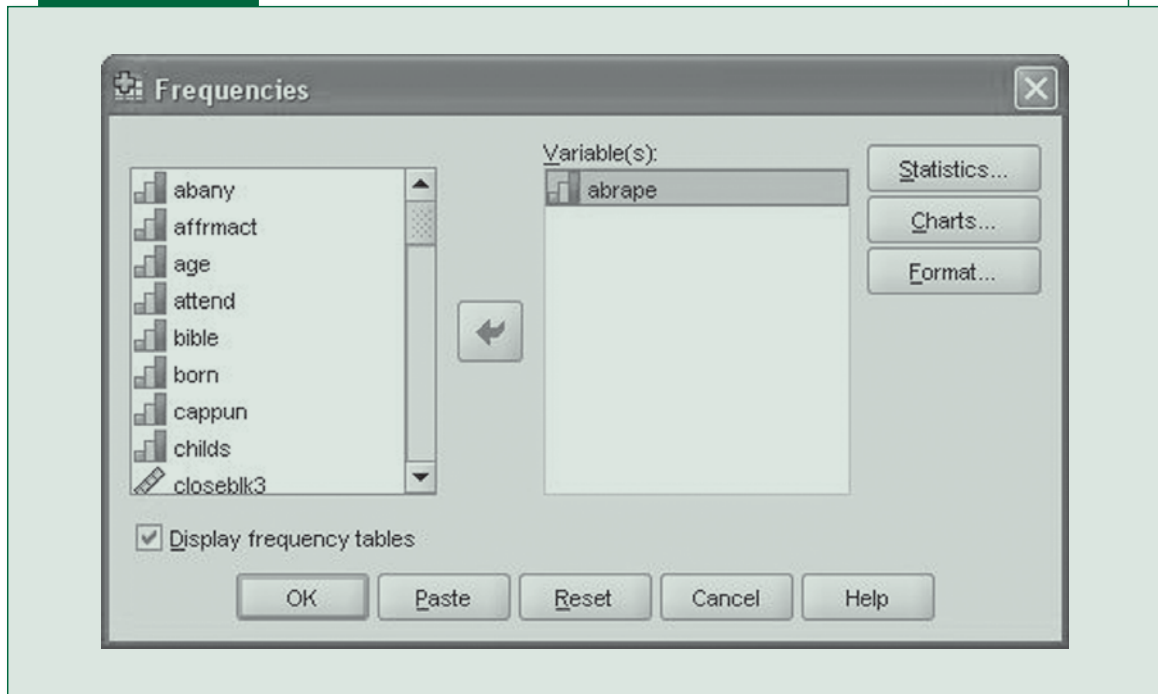 Frequencies
Variable(s):
abany
affrmact
age
attend
bible
born
cappun
childs
closeblk3
abrape
Statistics...
Charts...
Format...
Display frequency tables
OK
Paste
Reset
Cancel
Help